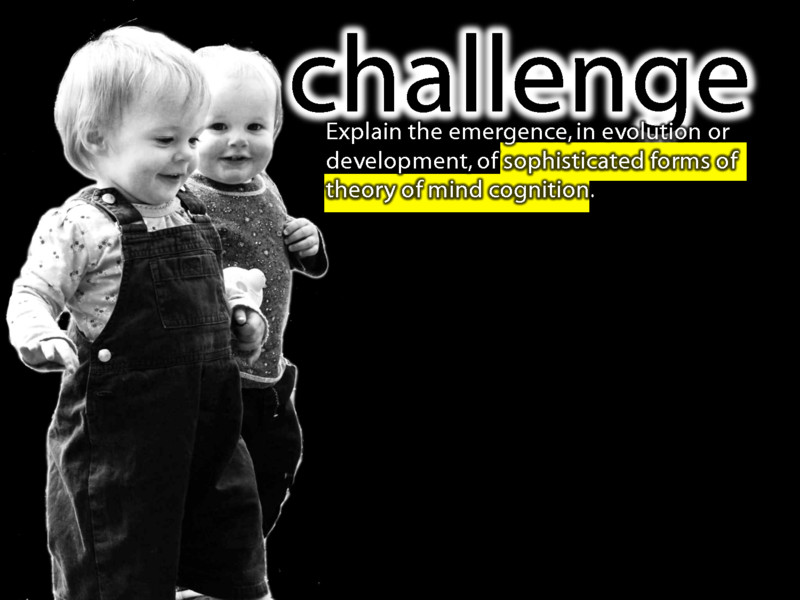 challenge
Explain the emergence, in evolution or
development, of sophisticated forms of
theory of mind cognition.